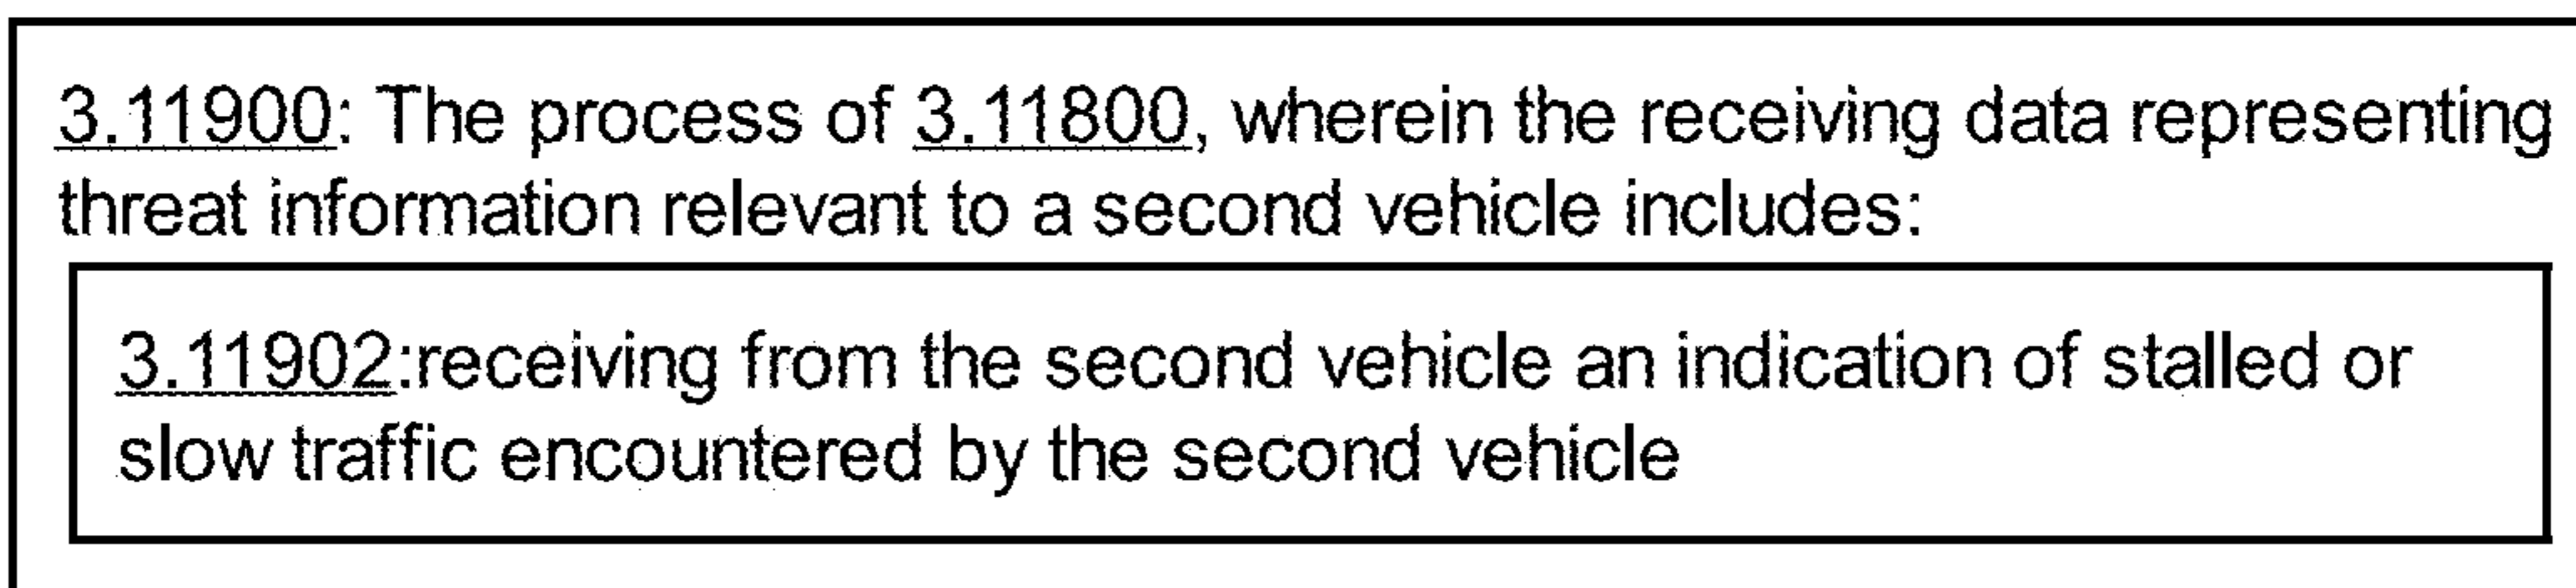 3.11900: The process of 3.11800, wherein the receiving data representing
threat information relevant to a second vehicle includes:
3.11902:receiving from the second vehicle an indication of stalled or
slow traffic encountered by the second vehicle